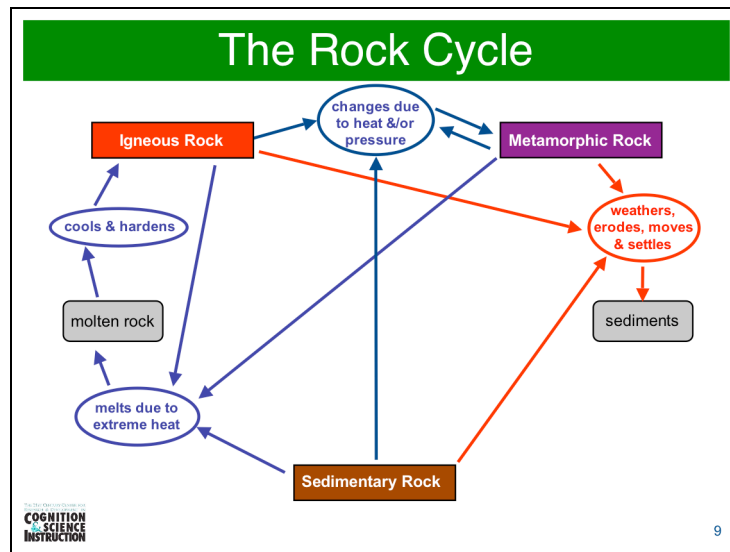 The Rock Cycle
changes due
to heat &/or
pressure
Igneous Rock
Metamorphic Rock
weathers,
erodes, moves
& settles
cools & hardens
molten rock
sediments
melts due to
extreme heat
Sedimentary Rock
COGNITION
& SCIENCE
INSTRUCTION
9